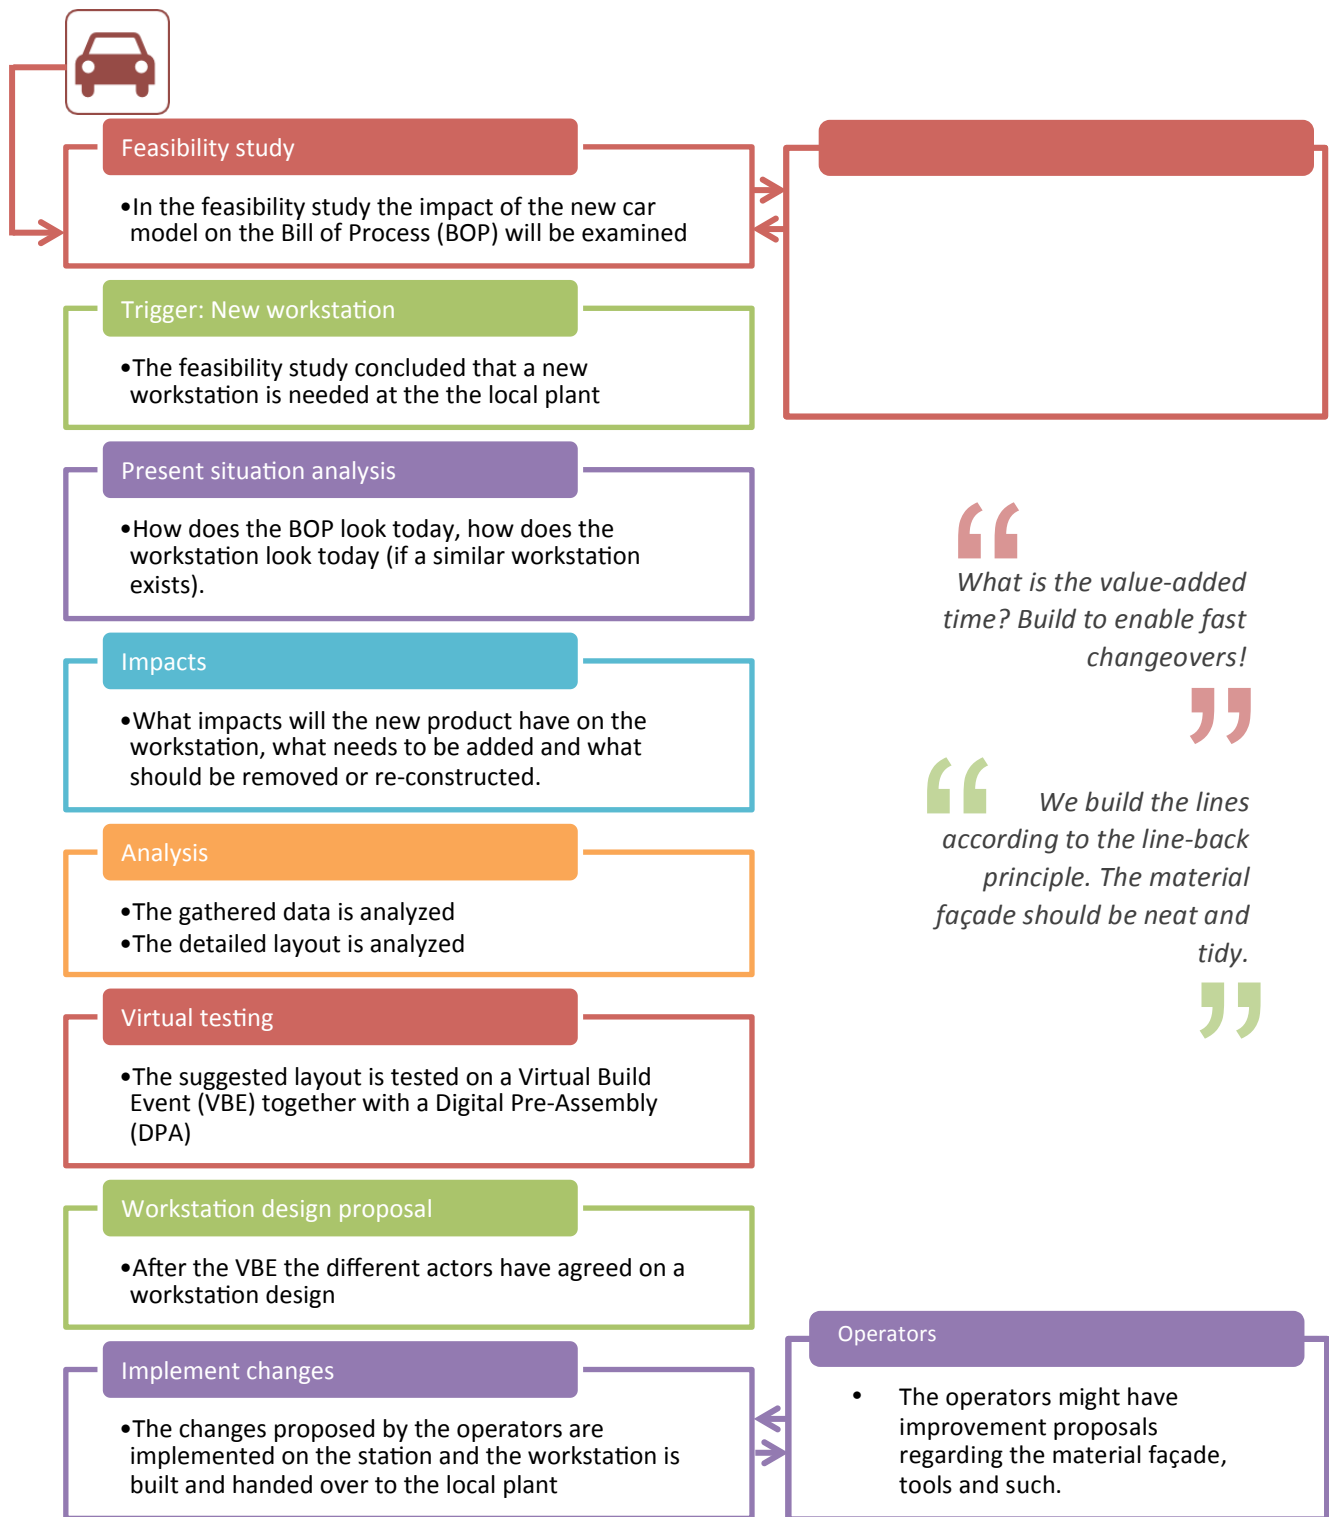 Feasibility study
•In the feasibility study the impact of the new car
model on the Bill of Process (BOP) will be examined
Trigger: New workstation
•The feasibility study concluded that a new
workstation is needed at the the local plant
Present situation analysis
•How does the BOP look today, how does the
workstation look today (if a similar workstation
exists).
Impacts
•What impacts will the new product have on the
workstation, what needs to be added and what
should be removed or re-constructed.
Analysis
•The gathered data is analyzed
•The detailed layout is analyzed
Virtual testing
•The suggested layout is tested on a Virtual Build
Event (VBE) together with a Digital Pre-Assembly
(DPA)
Workstation design proposal
•After the VBE the different actors have agreed on a
workstation design
Implement changes
•The changes proposed by the operators are
implemented on the station and the workstation is
built and handed over to the local plant
“
What is the value-added
time? Build to enable fast
changeovers!
”
“
We build the lines
according to the line-back
principle. The material
façade should be neat and
tidy.
”
Operators
• The operators might have
improvement proposals
regarding the material façade,
tools and such.